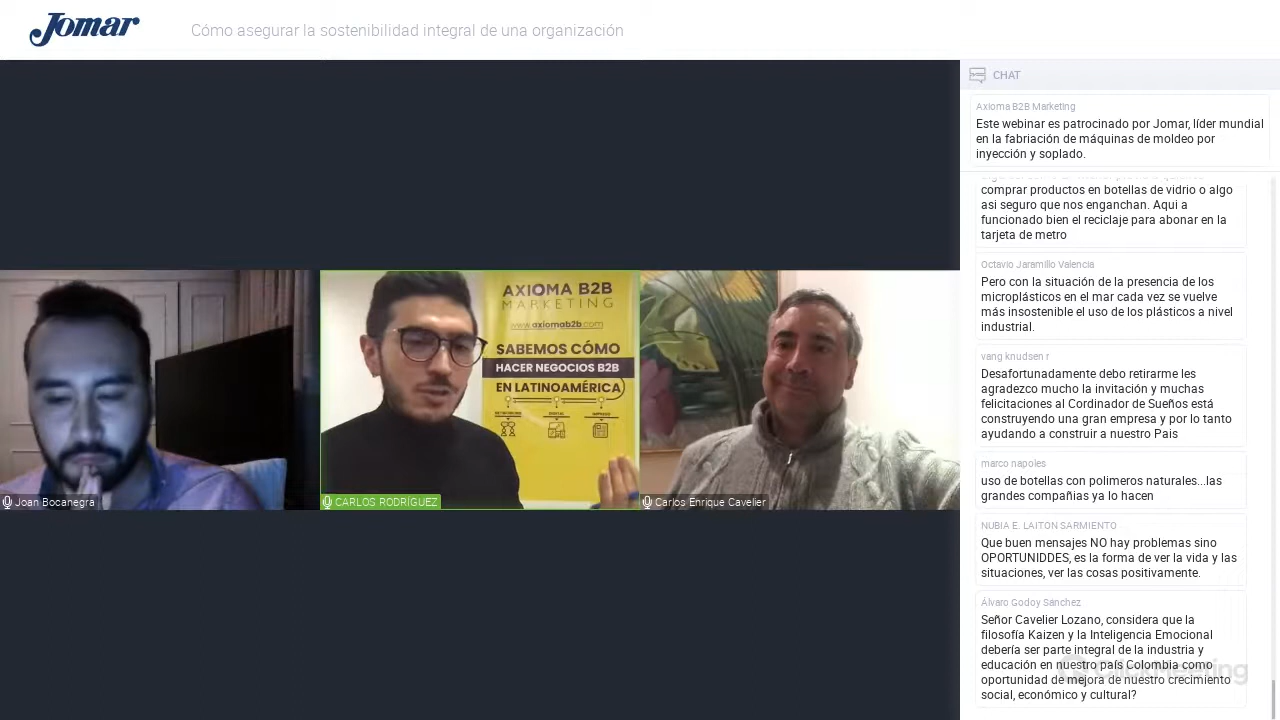 Jomar
Cómo asegurar la sostenibilidad integral de una organización
CHAT
Axioma B2B Marketing
Este webinar es patrocinado por Jomar, líder mundial
en la fabriación de máquinas de moldeo por
inyección y soplado.
comprar productos en botellas de vidrio o algo
asi seguro que nos enganchan. Aqui a
funcionado bien el reciclaje para abonar en la
tarjeta de metro
Octavio Jaramillo Valencia
Pero con la situación de la presencia de los
microplásticos en el mar cada vez se vuelve
más insostenible el uso de los plásticos a nivel
industrial.
vang knudsen r
Desafortunadamente debo retirarme les
agradezco mucho la invitación y muchas
felicitaciones al Cordinador de Sueños está
construyendo una gran empresa y por lo tanto
ayudando a construir a nuestro Pais
marco napoles
uso de botellas con polimeros naturales...las
grandes compañias ya lo dicen
NUBIA E. LAITON SARMIENTO
Que buen mensajes NO hay problemas sino
OPORTUNIDDES, es la forma de ver la vida y las
situaciones, ver las cosas positivamente.
Álvaro Godoy Sánchez
Señor Cavelier Lozano, considera que la
filosofía Kaizen y la Inteligencia Emocional
debería ser parte integral de la industria y
educación en nuestro país Colombia como
oportunidad de mejora de nuestro crecimiento
social, económico y cultural?
ClickMeeting
AXIOMA B2B
MARKETING
www.axiomab2b.com
SABEMOS CÓMO
HACER NEGOCIOS B2B
EN LATINOAMÉRICA
Joan Bocanegra
CARLOS RODRÍGUEZ
Carlos Enrique Cavelier